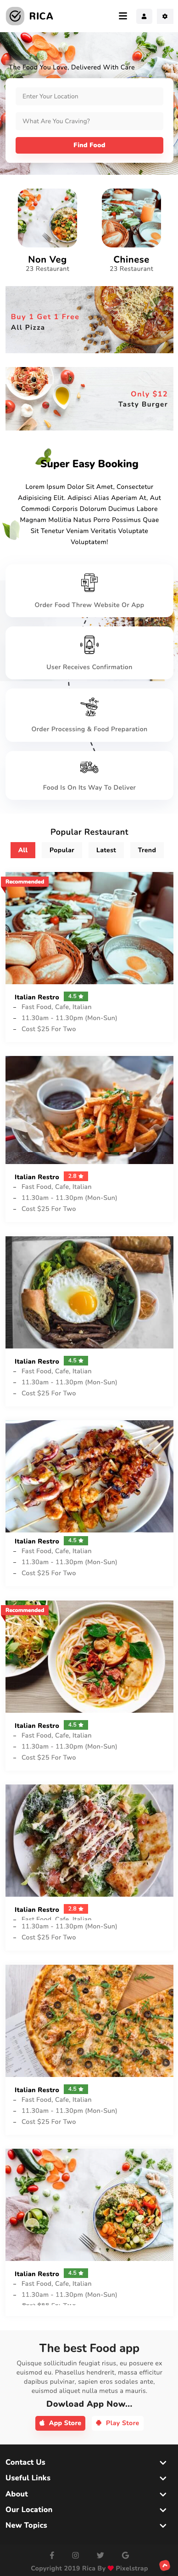 RICA
The Food You Love, Delivered With Care
Enter Your Location
What Are You Craving?
Find Food
Non Veg
23 Restaurant
Chinese
23 Restaurant
Buy 1 Get 1 Free
All Pizza
Only $12
Tasty Burger
Super Easy Booking
Lorem Ipsum Dolor Sit Amet, Consectetur
Adipisicing Elit. Adipisci Alias Aperiam At, Aut
Commodi Corporis Dolorum Ducimus Labore
Magnam Mollitia Natus Porro Possimus Quae
Sit Tenetur Veniam Veritatis Voluptate
Voluptatem!
Order Food Threw Website Or App
User Receives Confirmation
Order Processing & Food Preparation
Food Is On Its Way To Deliver
Popular Restaurant
All
Popular
Latest
Trend
Recommended
Italian Restro 4.5
– Fast Food, Cafe, Italian
– 11.30am - 11.30pm (Mon-Sun)
– Cost $25 For Two
Italian Restro 2.8
– Fast Food, Cafe, Italian
– 11.30am - 11.30pm (Mon-Sun)
– Cost $25 For Two
Italian Restro 4.5
– Fast Food, Cafe, Italian
– 11.30am - 11.30pm (Mon-Sun)
– Cost $25 For Two
Italian Restro 4.5
– Fast Food, Cafe, Italian
– 11.30am - 11.30pm (Mon-Sun)
– Cost $25 For Two
Recommended
Italian Restro 4.5
– Fast Food, Cafe, Italian
– 11.30am - 11.30pm (Mon-Sun)
– Cost $25 For Two
Italian Restro 2.8
– Fast Food, Cafe, Italian
– 11.30am - 11.30pm (Mon-Sun)
– Cost $25 For Two
Italian Restro 4.5
– Fast Food, Cafe, Italian
– 11.30am - 11.30pm (Mon-Sun)
– Cost $25 For Two
Italian Restro 4.5
– Fast Food, Cafe, Italian
– 11.30am - 11.30pm (Mon-Sun)
The best Food app
Quisque sollicitudin feugiat risus, eu posuere ex
euismod eu. Phasellus hendrerit, massa efficitur
dapibus pulvinar, sapien eros sodales ante,
euismod aliquet nulla metus a mauris.
Dowload App Now...
App Store
Play Store
Contact Us
Useful Links
About
Our Location
New Topics
Copyright 2019 Rica By Pixelstrap